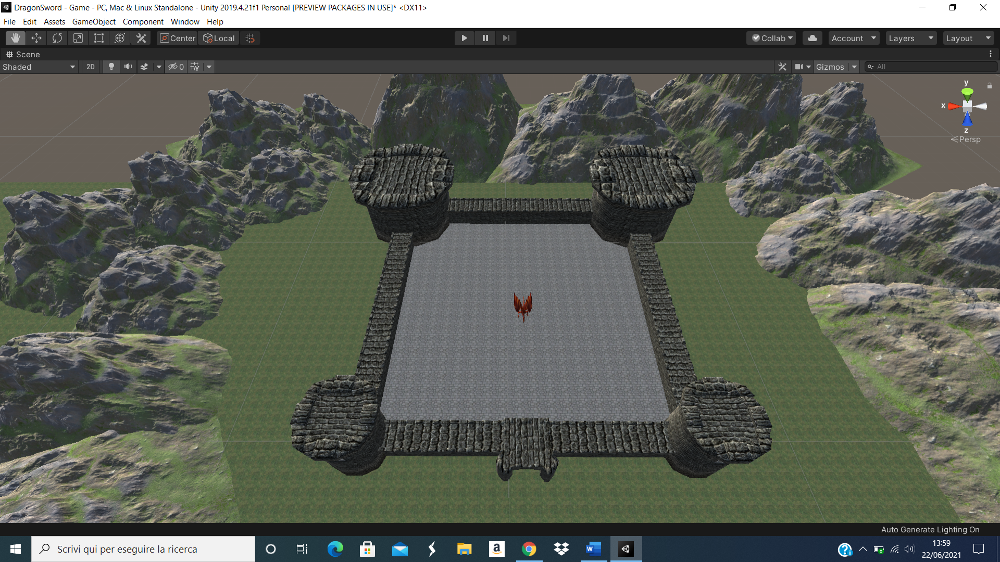 DragonSword - Game - PC, Mac & Linux Standalone - Unity 2019.4.21f1 Personal [PREVIEW PACKAGES IN USE]* <DX11>
File Edit Assets GameObject Component Window Help
Center Local Collab Account Layers Layout
Scene
Shaded 2D 0 Gizmos All
y
x
z
Persp
Auto Generate Lighting On
Scrivi qui per eseguire la ricerca
13:59
22/06/2021